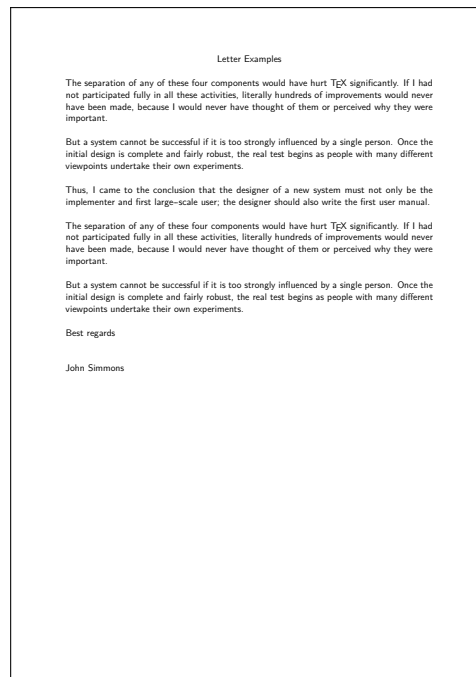 Letter Examples
The separation of any of these four components would have hurt TEX significantly. If I had
not participated fully in all these activities, literally hundreds of improvements would never
have been made, because I would never have thought of them or perceived why they were
important.
But a system cannot be successful if it is too strongly influenced by a single person. Once the
initial design is complete and fairly robust, the real test begins as people with many different
viewpoints undertake their own experiments.
Thus, I came to the conclusion that the designer of a new system must not only be the
implementer and first large–scale user; the designer should also write the first user manual.
The separation of any of these four components would have hurt TEX significantly. If I had
not participated fully in all these activities, literally hundreds of improvements would never
have been made, because I would never have thought of them or perceived why they were
important.
But a system cannot be successful if it is too strongly influenced by a single person. Once the
initial design is complete and fairly robust, the real test begins as people with many different
viewpoints undertake their own experiments.
Best regards
John Simmons